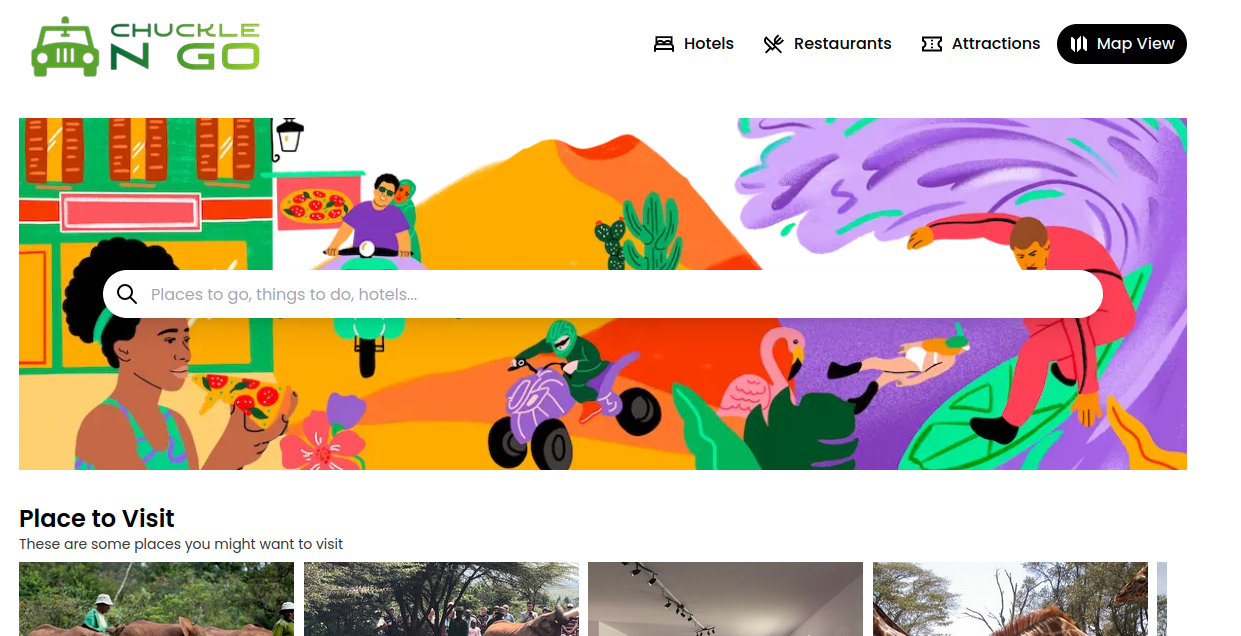 CHUCKLE
N GO
Hotels
Restaurants
Attractions
Map View
Places to go, things to do, hotels...
Place to Visit
These are some places you might want to visit